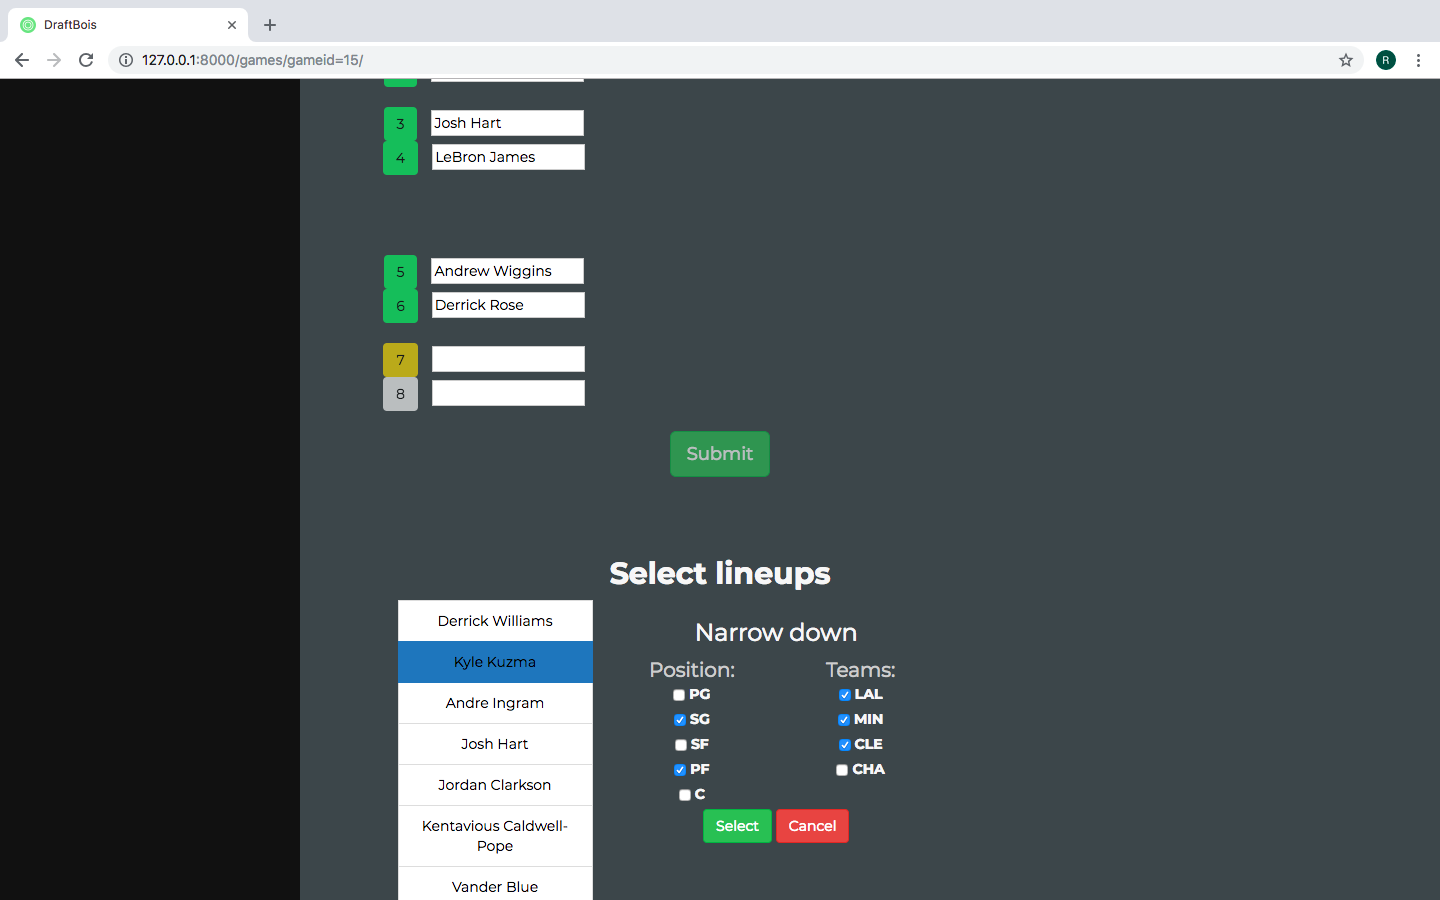 DraftBois
127.0.0.1:8000/games/gameid=15/
R
3 Josh Hart
4 LeBron James
5 Andrew Wiggins
6 Derrick Rose
7
8
Submit
Select lineups
Derrick Williams
Kyle Kuzma
Andre Ingram
Josh Hart
Jordan Clarkson
Kentavious Caldwell-
Pope
Vander Blue
Narrow down
Position:
PG
SG
SF
PF
C
Teams:
LAL
MIN
CLE
CHA
Select Cancel